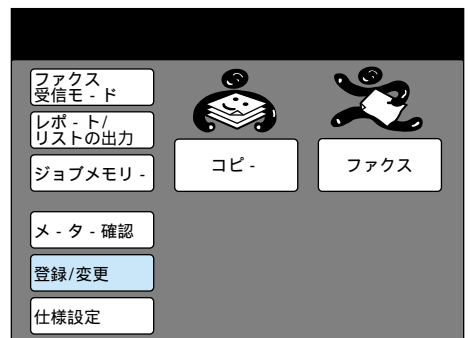 ファクス
受信モ - ド
レポ - ト/
リストの出力
ジョブメモリ -
メ - タ - 確認
登録/変更
仕様設定
コピ -
ファクス